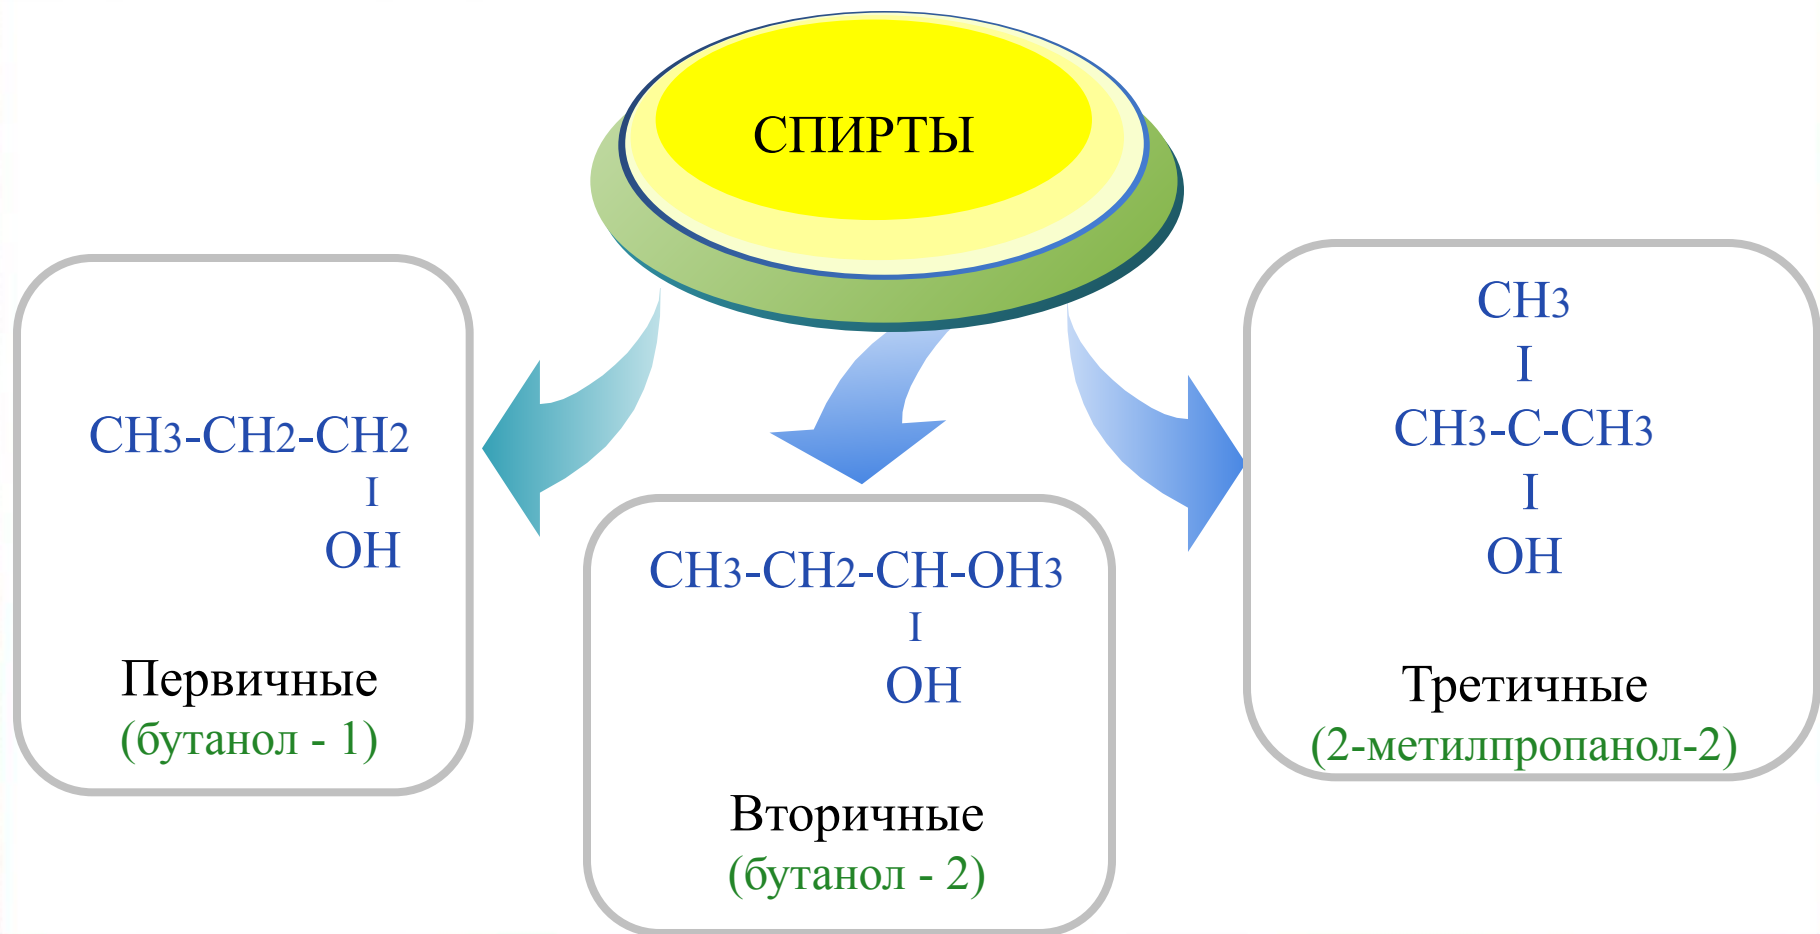 СПИРТЫ
CH3-CH2-CH2
I
OH
Первичные
(бутанол - 1)
CH3-CH2-CH-OH3
I
OH
Вторичные
(бутанол - 2)
CH3
I
CH3-C-CH3
I
OH
Третичные
(2-метилпропанол-2)